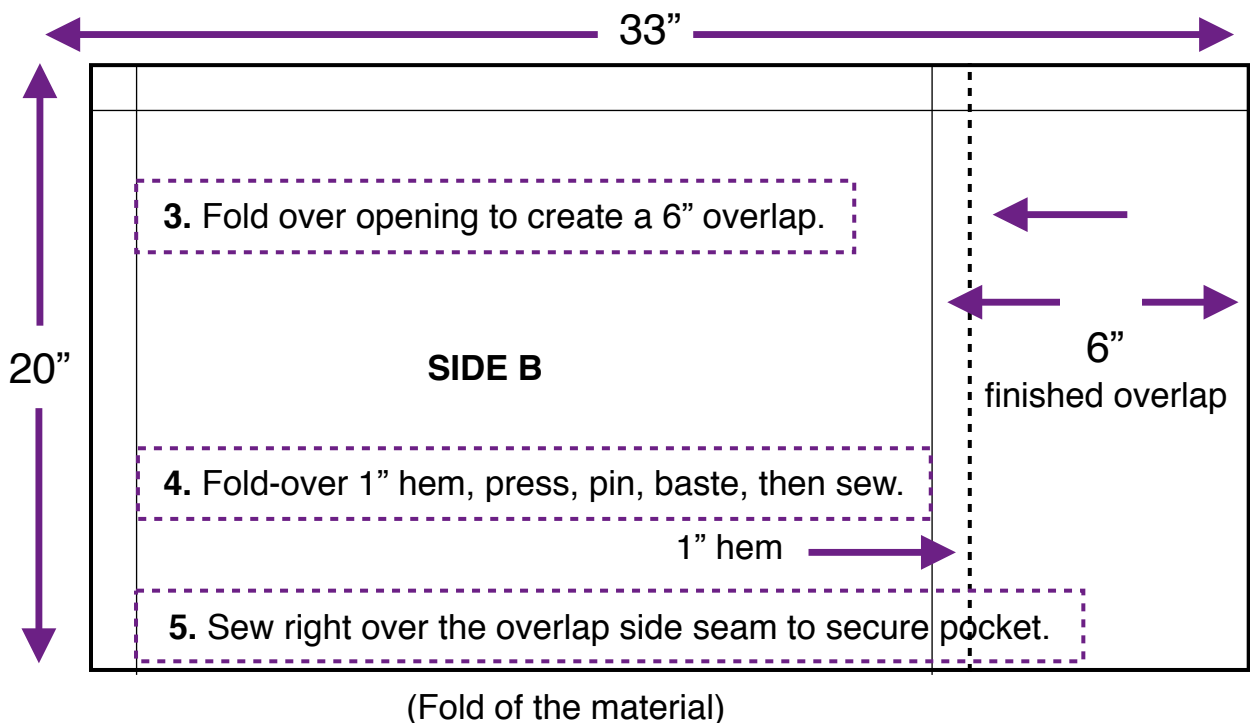 33”
3. Fold over opening to create a 6” overlap.
20”
SIDE B
6”
finished overlap
4. Fold-over 1” hem, press, pin, baste, then sew.
1” hem
5. Sew right over the overlap side seam to secure pocket.
(Fold of the material)